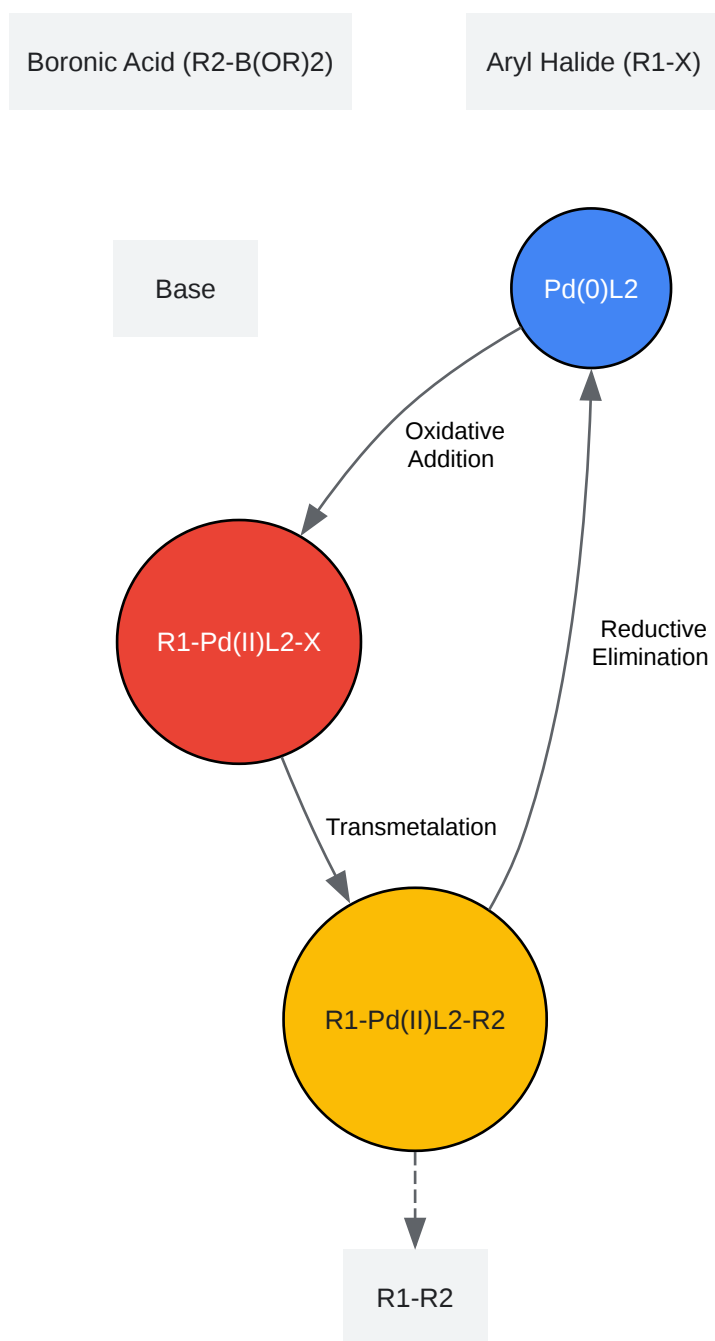 Boronic Acid (R2-B(OR)2)
Aryl Halide (R1-X)
Base
Pd(0)L2
Oxidative
Addition
R1-Pd(II)L2-X
Reductive
Elimination
Transmetalation
R1-Pd(II)L2-R2
R1-R2